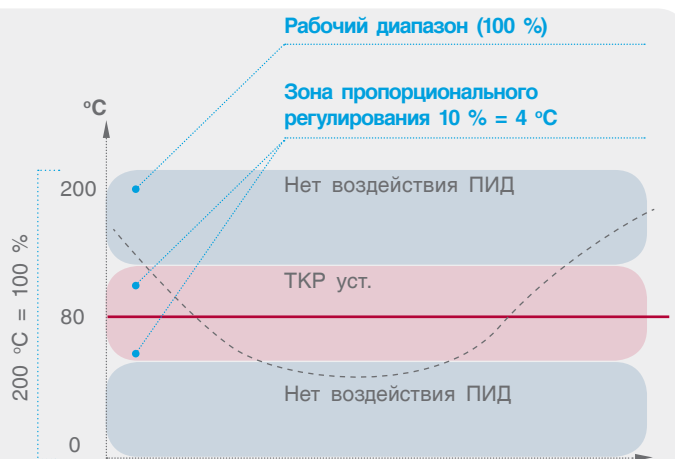 Рабочий диапазон (100 %)
Зона пропорционального
регулирования 10 % = 4 °C
°C
200
Нет воздействия ПИД
ТКР уст.
80
200 °C = 100 %
Нет воздействия ПИД
0